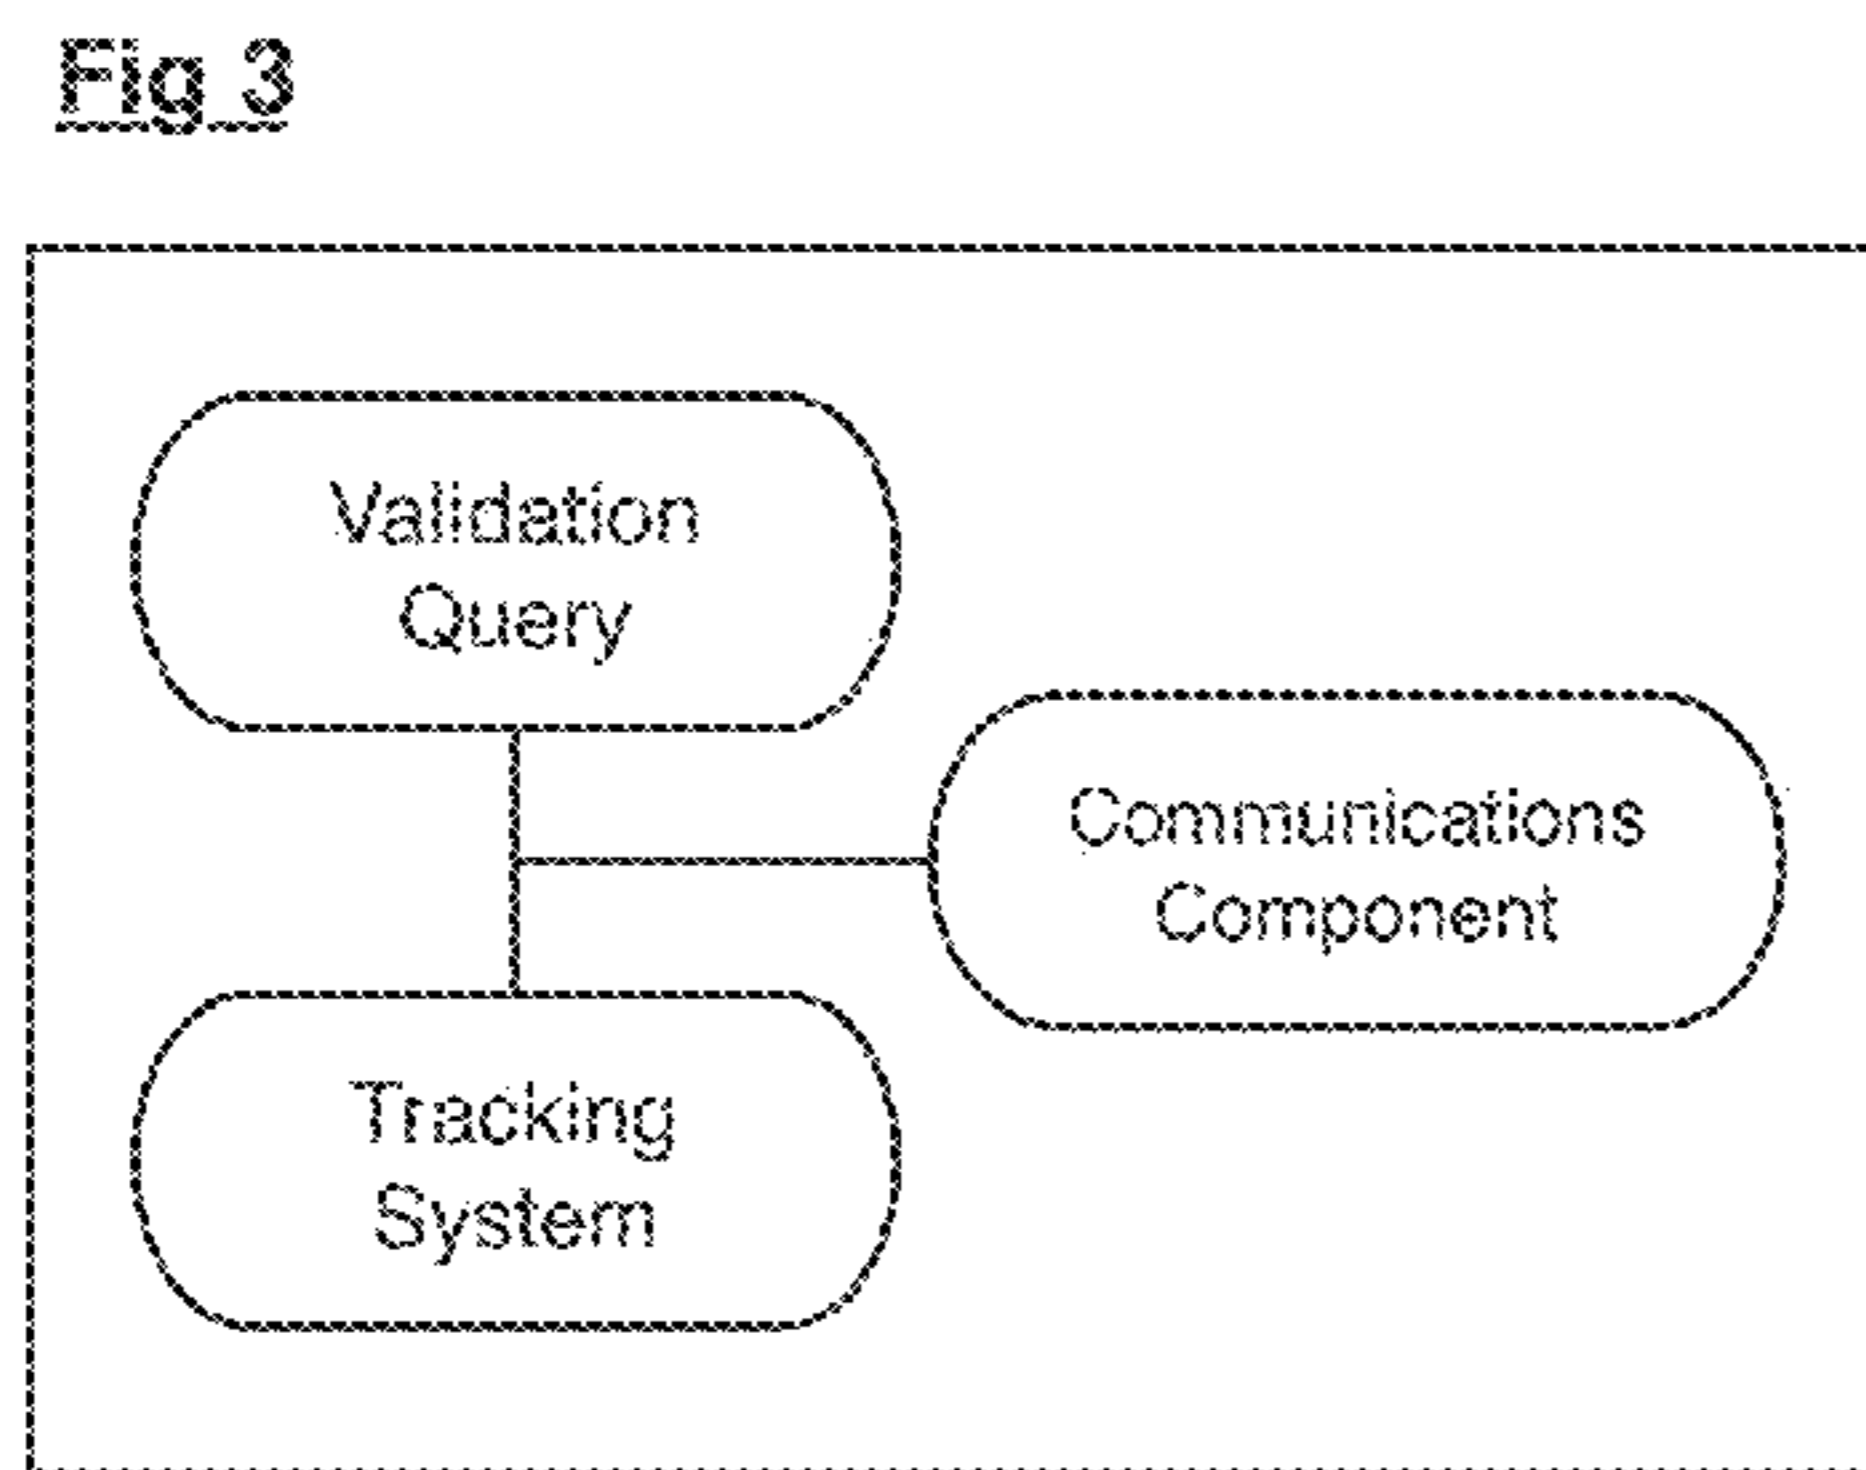 Fig 3
Validation
Query
Communications
Component
Tracking
System